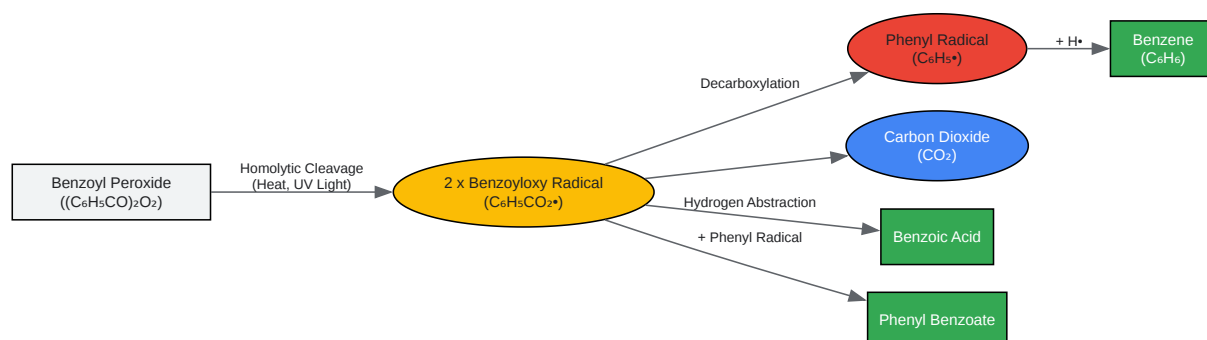 Benzoyl Peroxide
((C₆H₅CO)₂O₂)
Homolytic Cleavage
(Heat, UV Light)
2 x Benzoyloxy Radical
(C₆H₅CO₂•)
Decarboxylation
Phenyl Radical
(C₆H₅•)
+ H•
Benzene
(C₆H₆)
Carbon Dioxide
(CO₂)
Hydrogen Abstraction
Benzoic Acid
+ Phenyl Radical
Phenyl Benzoate